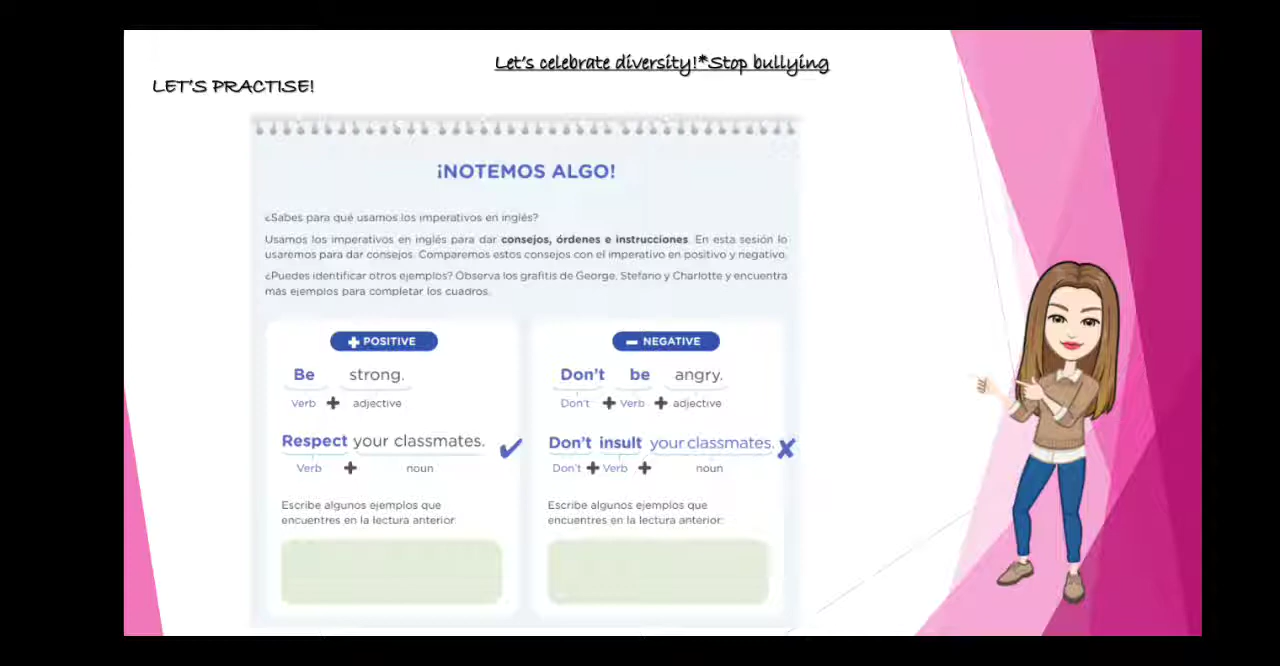 Let's celebrate diversity!*Stop bullying
LET'S PRACTISE!
¡NOTEMOS ALGO!
¿Sabes para qué usamos los imperativos en inglés?
Usamos los imperativos en inglés para dar consejos, órdenes e instrucciones. En esta sesión lo
usaremos para dar consejos. Comparemos estos consejos con el imperativo en positivo y negativo.
¿Puedes identificar otros ejemplos? Observa los grafitis de George, Stefano y Charlotte y encuentra
más ejemplos para completar los cuadros.
+ POSITIVE
Be strong.
Verb + adjective
Respect your classmates. ✔
Verb + noun
Escribe algunos ejemplos que
encuentres en la lectura anterior:
− NEGATIVE
Don't be angry.
Don't + Verb + adjective
Don't insult your classmates. ✘
Don't + Verb + noun
Escribe algunos ejemplos que
encuentres en la lectura anterior: